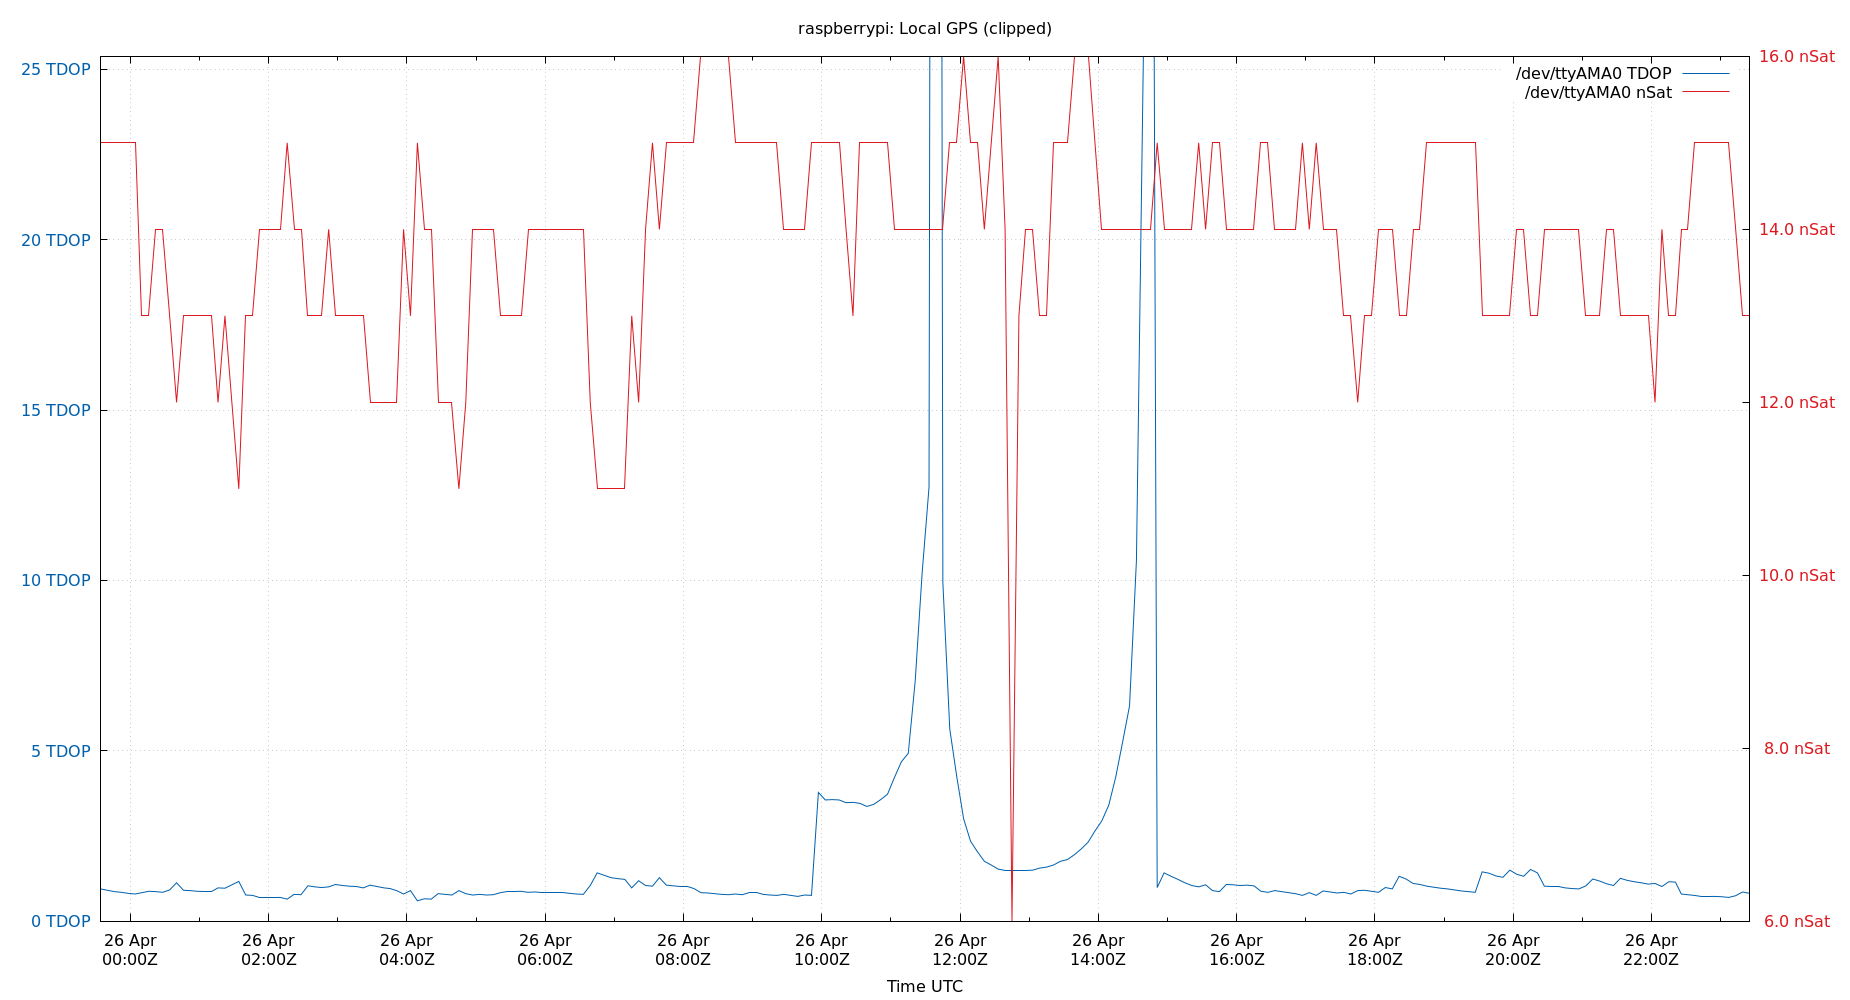 raspberrypi: Local GPS (clipped)
25 TDOP
20 TDOP
15 TDOP
10 TDOP
5 TDOP
0 TDOP
/dev/ttyAMA0 TDOP
/dev/ttyAMA0 nSat
16.0 nSat
14.0 nSat
12.0 nSat
10.0 nSat
8.0 nSat
6.0 nSat
26 Apr
00:00Z
26 Apr
02:00Z
26 Apr
04:00Z
26 Apr
06:00Z
26 Apr
08:00Z
26 Apr
10:00Z
26 Apr
12:00Z
26 Apr
14:00Z
26 Apr
16:00Z
26 Apr
18:00Z
26 Apr
20:00Z
26 Apr
22:00Z
Time UTC